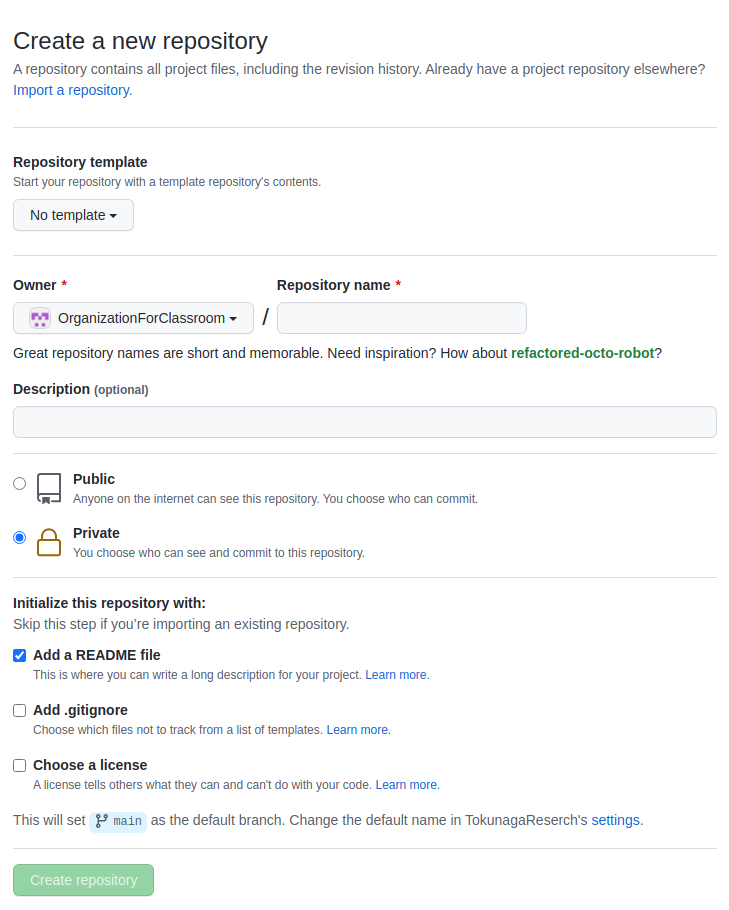 Create a new repository
A repository contains all project files, including the revision history. Already have a project repository elsewhere?
Import a repository.
Repository template
Start your repository with a template repository's contents.
No template
Owner * Repository name *
OrganizationForClassroom /
Great repository names are short and memorable. Need inspiration? How about refactored-octo-robot?
Description (optional)
Public
Anyone on the internet can see this repository. You choose who can commit.
Private
You choose who can see and commit to this repository.
Initialize this repository with:
Skip this step if you’re importing an existing repository.
Add a README file
This is where you can write a long description for your project. Learn more.
Add .gitignore
Choose which files not to track from a list of templates. Learn more.
Choose a license
A license tells others what they can and can't do with your code. Learn more.
This will set main as the default branch. Change the default name in TokunagaReserch's settings.
Create repository